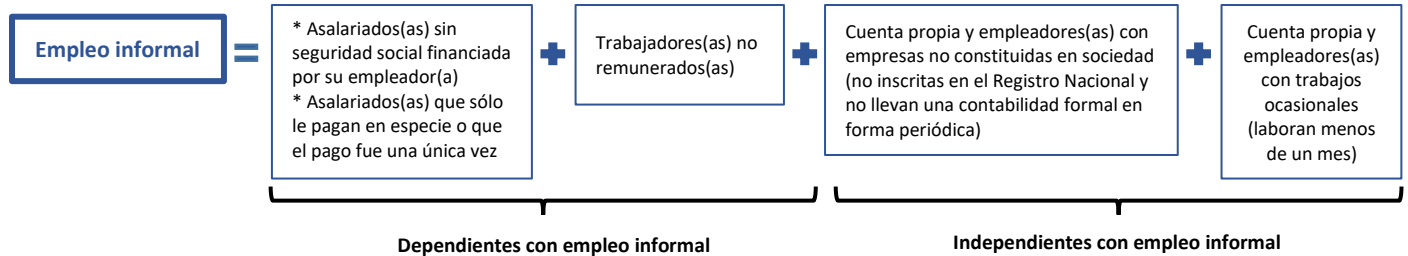 Empleo informal
=
* Asalariados(as) sin
seguridad social financiada
por su empleador(a)
* Asalariados(as) que sólo
le pagan en especie o que
el pago fue una única vez
+
Trabajadores(as) no
remunerados(as)
+
Cuenta propia y empleadores(as) con
empresas no constituidas en sociedad
(no inscritas en el Registro Nacional y
no llevan una contabilidad formal en
forma periódica)
+
Cuenta propia y
empleadores(as)
con trabajos
ocasionales
(laboran menos
de un mes)
Dependientes con empleo informal
Independientes con empleo informal